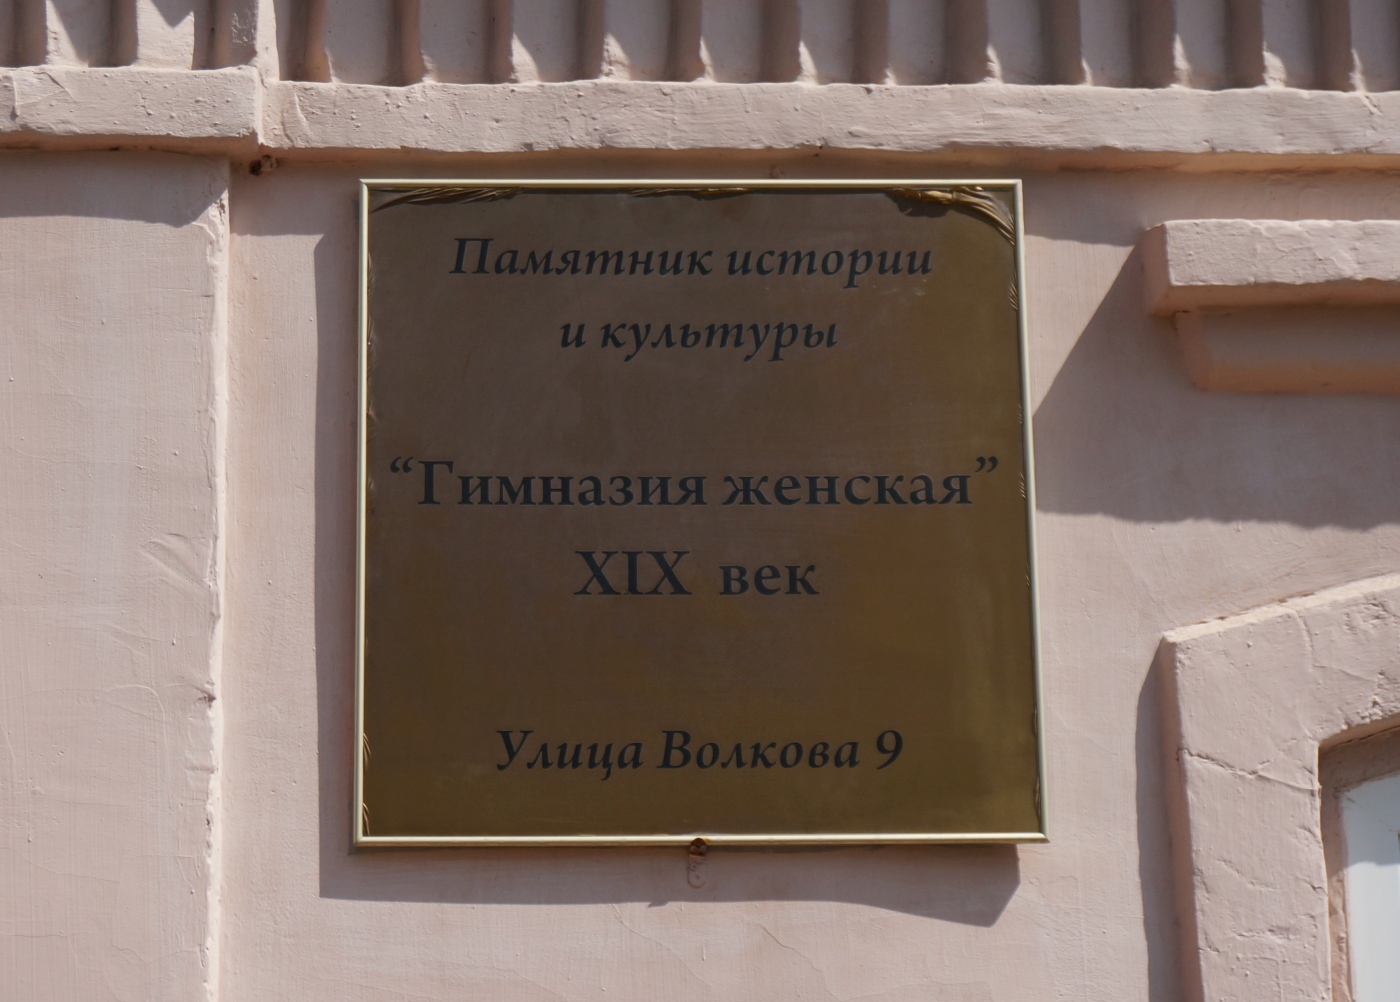 Памятник истории
и культуры
“Гимназия женская”
XIX век
Улица Волкова 9